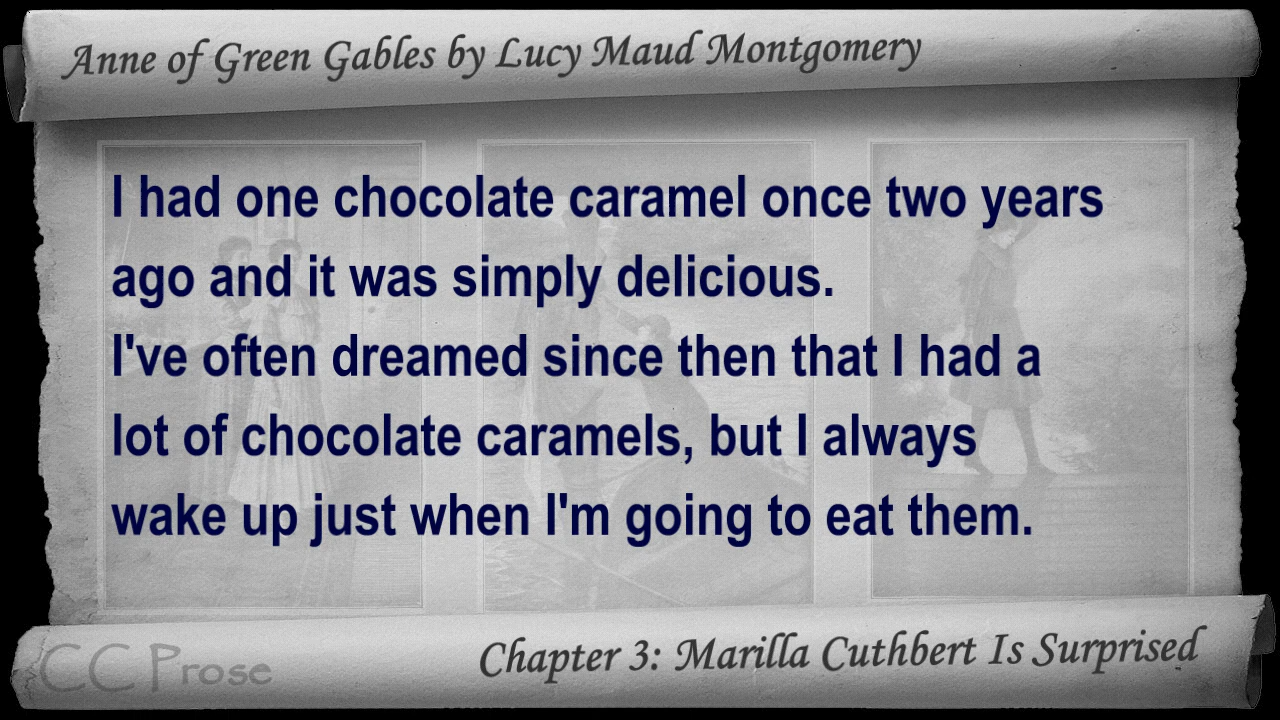 Anne of Green Gables by Lucy Maud Montgomery
I had one chocolate caramel once two years
ago and it was simply delicious.
I've often dreamed since then that I had a
lot of chocolate caramels, but I always
wake up just when I'm going to eat them.
Chapter 3: Marilla Cuthbert Is Surprised
CC Prose